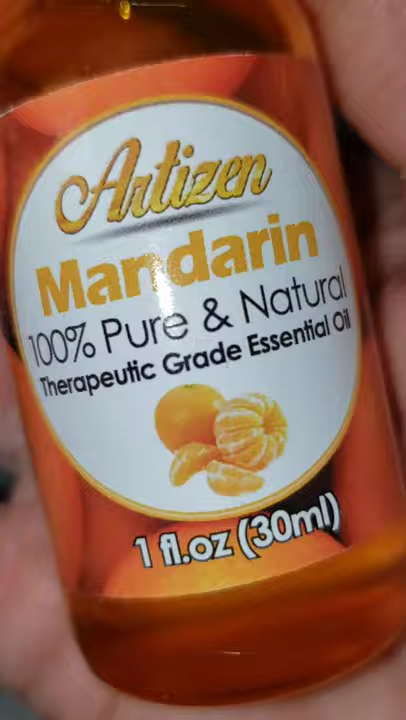 Artizen
Mandarin
100% Pure & Natural
Therapeutic Grade Essential Oil
1 fl.oz (30ml)